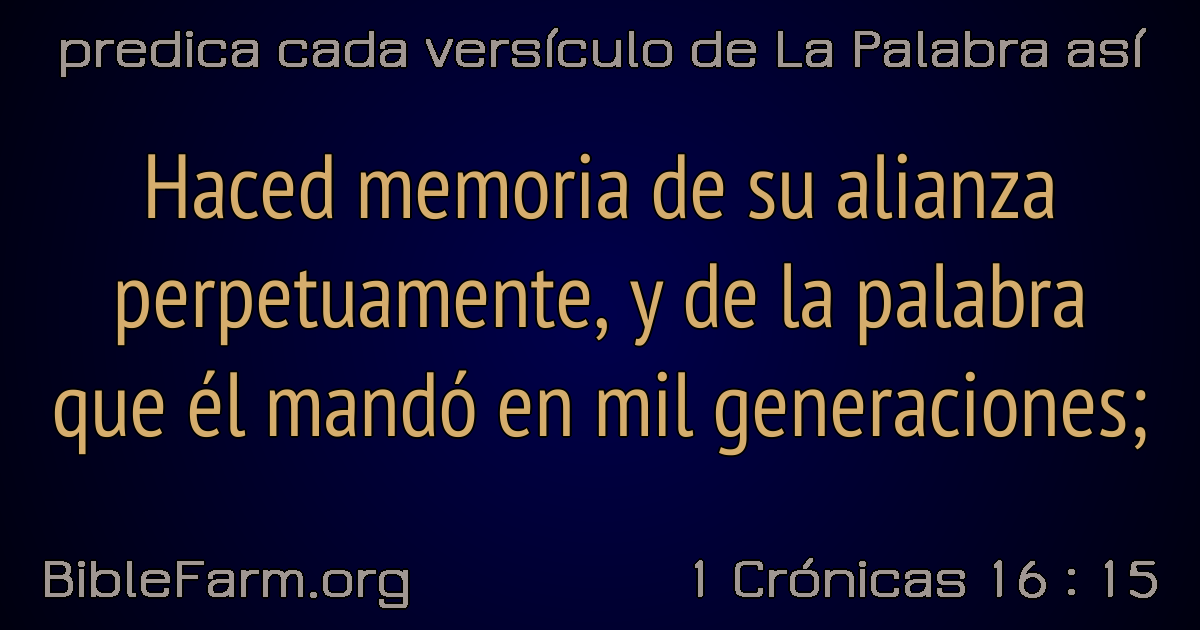 predica cada versículo de La Palabra así
Haced memoria de su alianza
perpetuamente, y de la palabra
que él mandó en mil generaciones;
BibleFarm.org
1 Crónicas 16 : 15